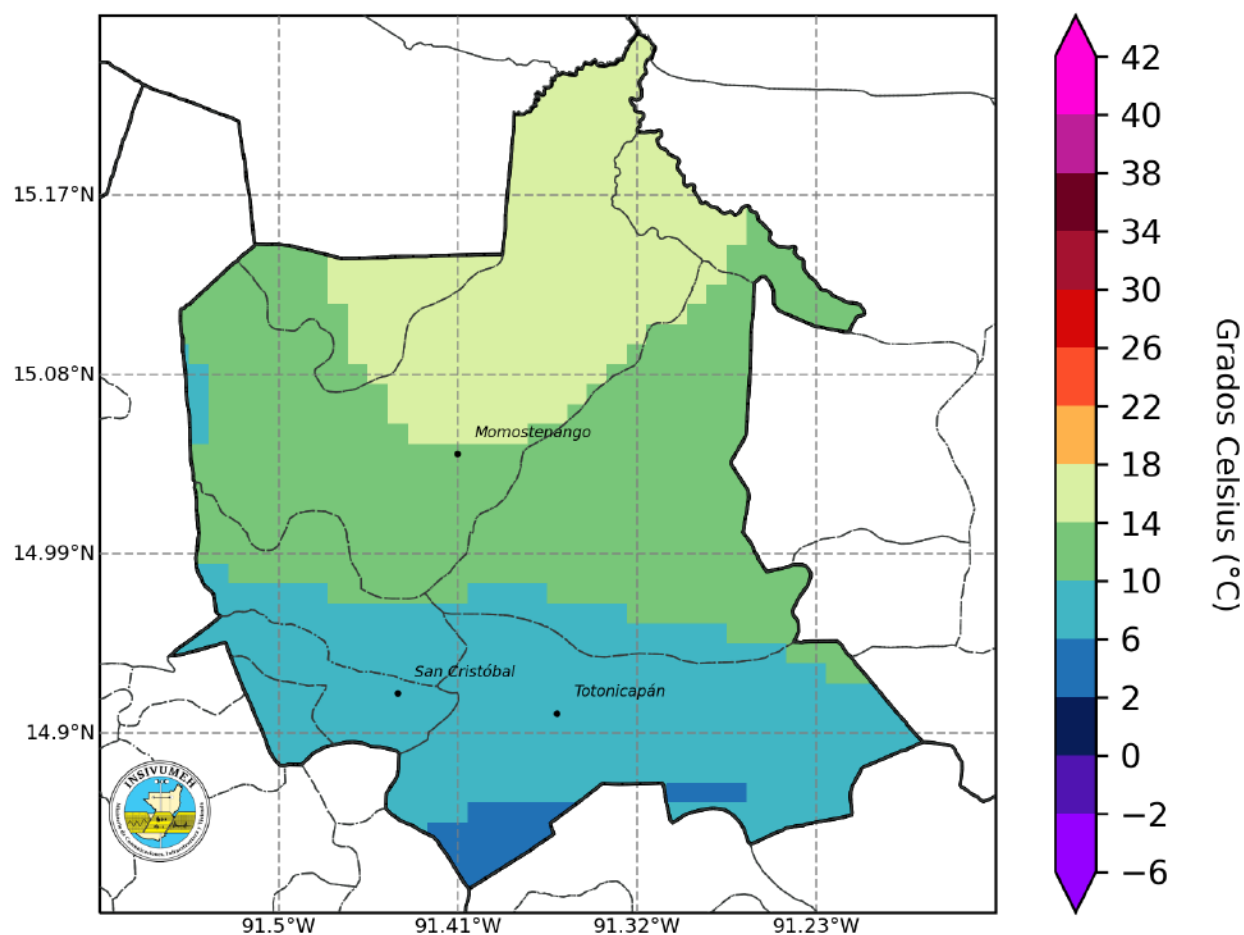 15.17°N
15.08°N
14.99°N
14.9°N
91.5°W
91.41°W
91.32°W
91.23°W
Momostenango
San Cristóbal
Totonicapán
INSIVUMEH
42
40
38
34
30
26
22
18
14
10
6
2
0
−2
−6
Grados Celsius (°C)